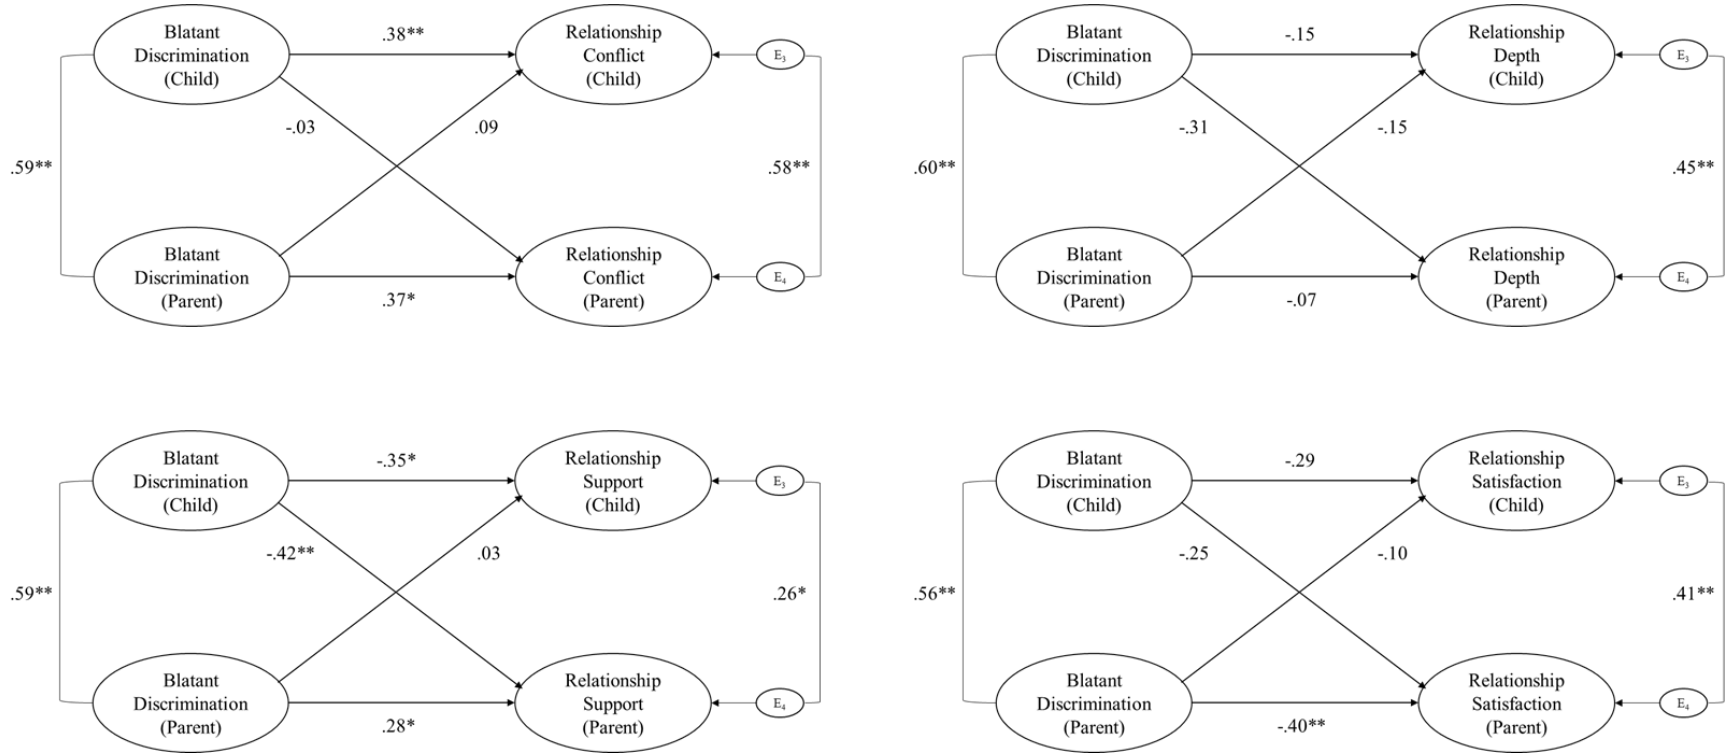 Blatant
Discrimination
(Child)
.38**
Relationship
Conflict
(Child)
E3
-.03
.09
.59**
.58**
Blatant
Discrimination
(Parent)
.37*
Relationship
Conflict
(Parent)
E4
Blatant
Discrimination
(Child)
-.15
Relationship
Depth
(Child)
E3
-.31
-.15
.60**
.45**
Blatant
Discrimination
(Parent)
-.07
Relationship
Depth
(Parent)
E4
Blatant
Discrimination
(Child)
-.35*
Relationship
Support
(Child)
E3
-.42**
.03
.59**
.26*
Blatant
Discrimination
(Parent)
.28*
Relationship
Support
(Parent)
E4
Blatant
Discrimination
(Child)
-.29
Relationship
Satisfaction
(Child)
E3
-.25
-.10
.56**
.41**
Blatant
Discrimination
(Parent)
-.40**
Relationship
Satisfaction
(Parent)
E4